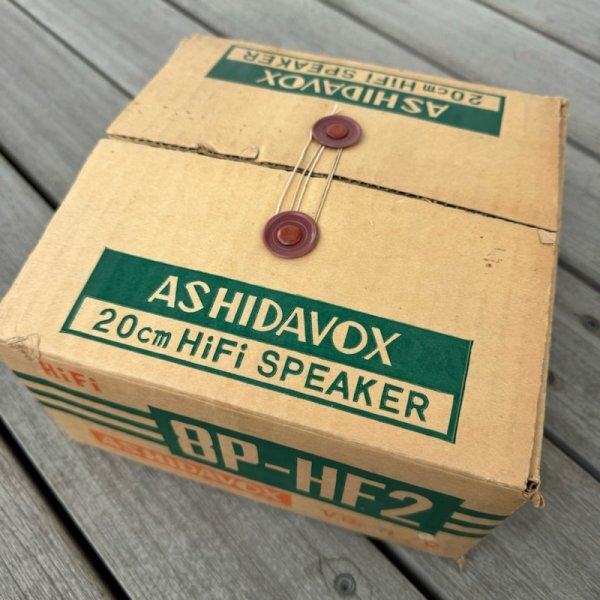 ASHIDAVOX
20cm HiFi SPEAKER
ASHIDAVOX
20cm HiFi SPEAKER
HiFi
8P-HF2
ASHIDAVOX